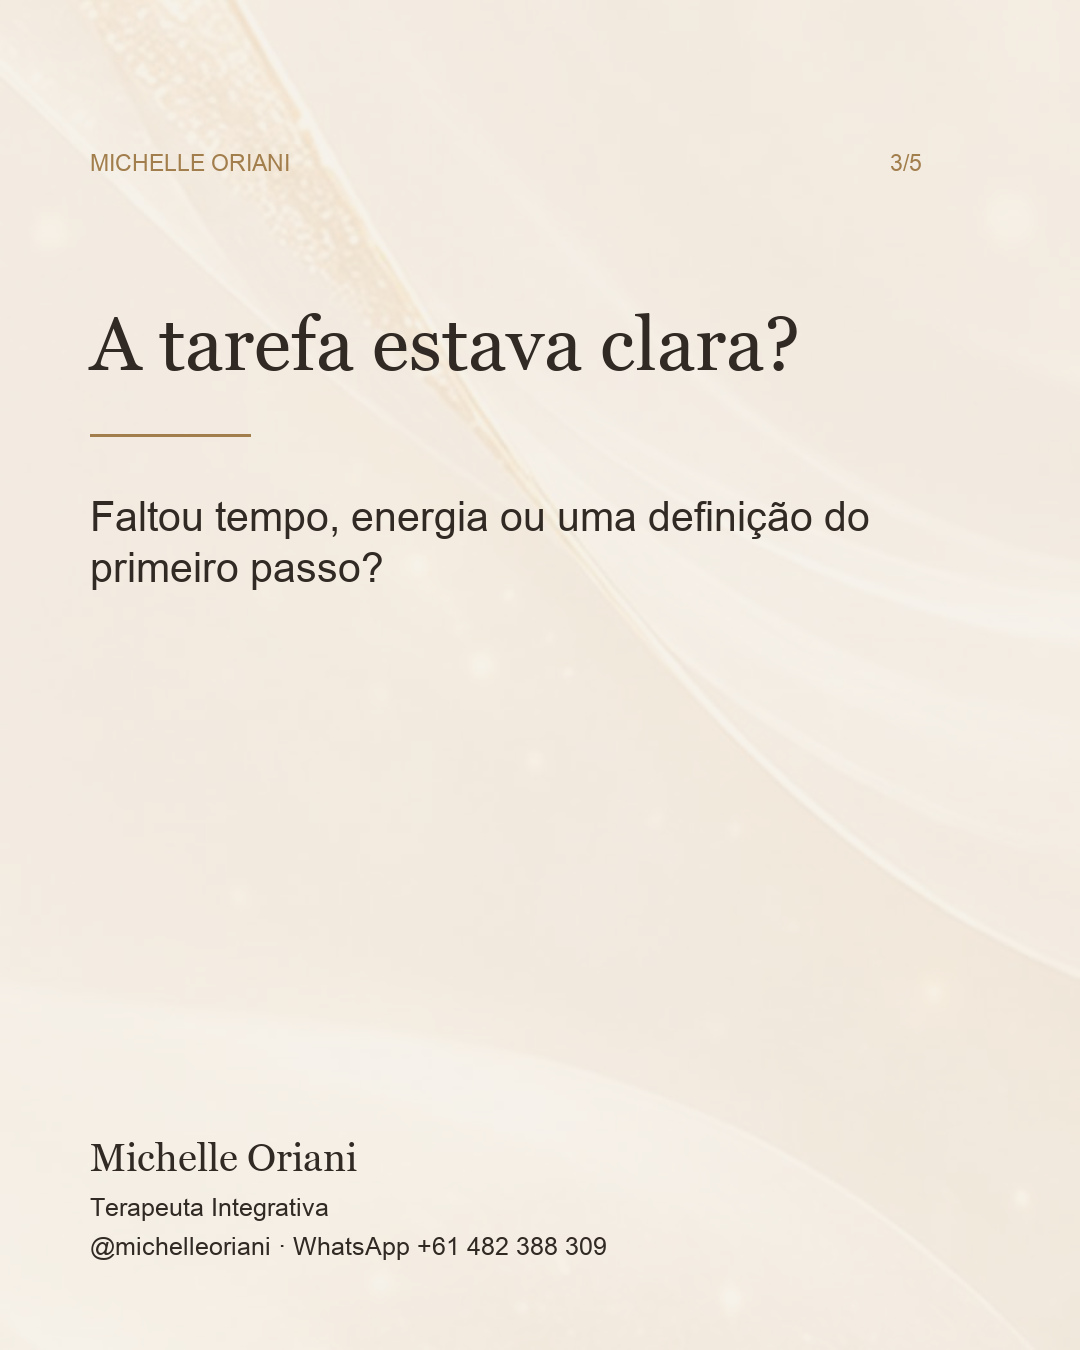 MICHELLE ORIANI
3/5
A tarefa estava clara?
Faltou tempo, energia ou uma definição do
primeiro passo?
Michelle Oriani
Terapeuta Integrativa
@michelleoriani · WhatsApp +61 482 388 309